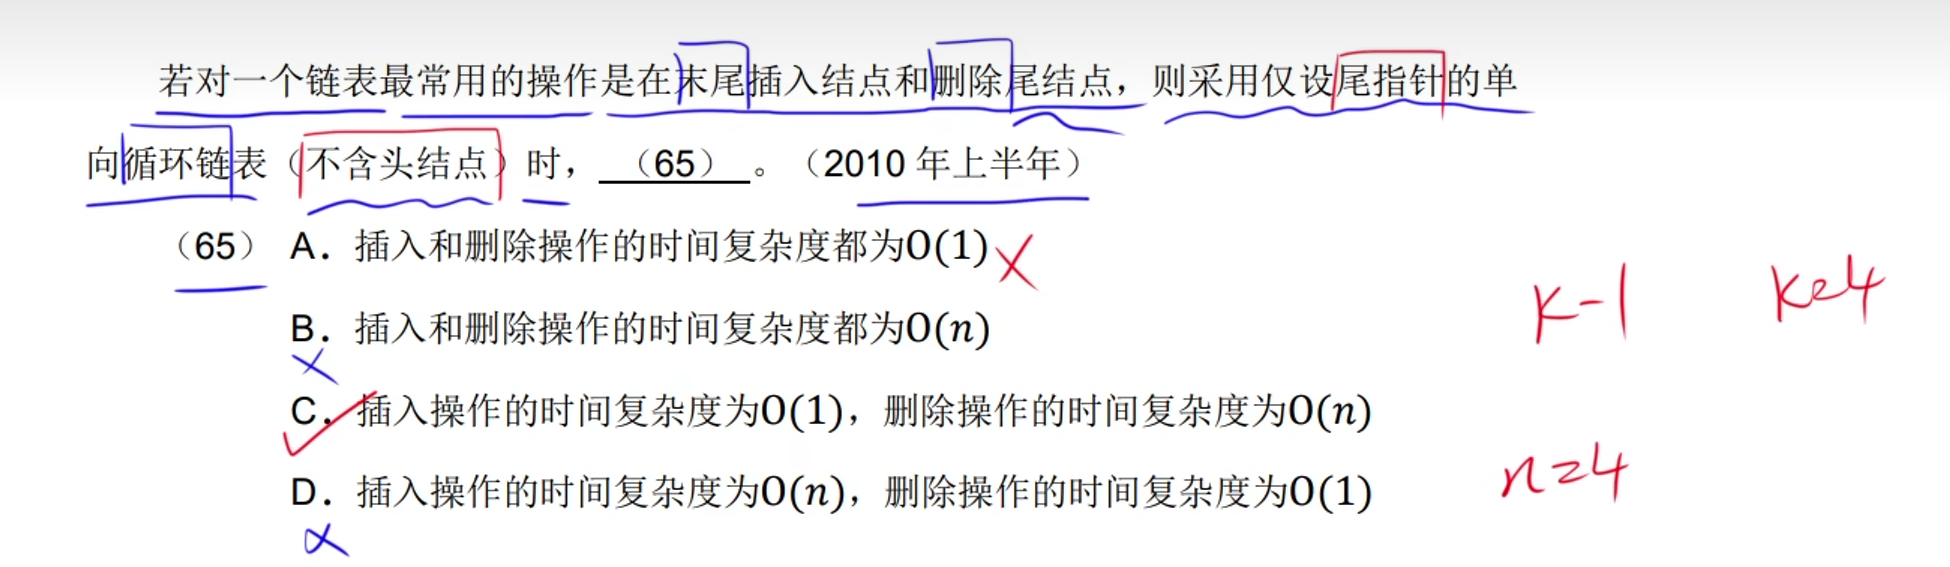 若对一个链表最常用的操作是在末尾插入结点和删除尾结点，则采用仅设尾指针的单
向循环链表（不含头结点）时，（65）。（2010 年上半年）
（65） A．插入和删除操作的时间复杂度都为O(1)
B．插入和删除操作的时间复杂度都为O(n)
C．插入操作的时间复杂度为O(1)，删除操作的时间复杂度为O(n)
D．插入操作的时间复杂度为O(n)，删除操作的时间复杂度为O(1)
k-1
k=4
n=4